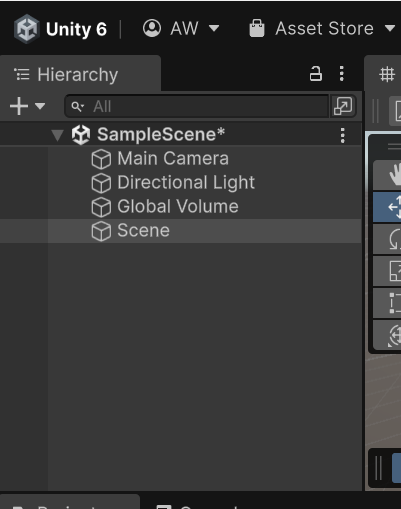 Unity 6 AW Asset Store
Hierarchy
All
SampleScene*
Main Camera
Directional Light
Global Volume
Scene